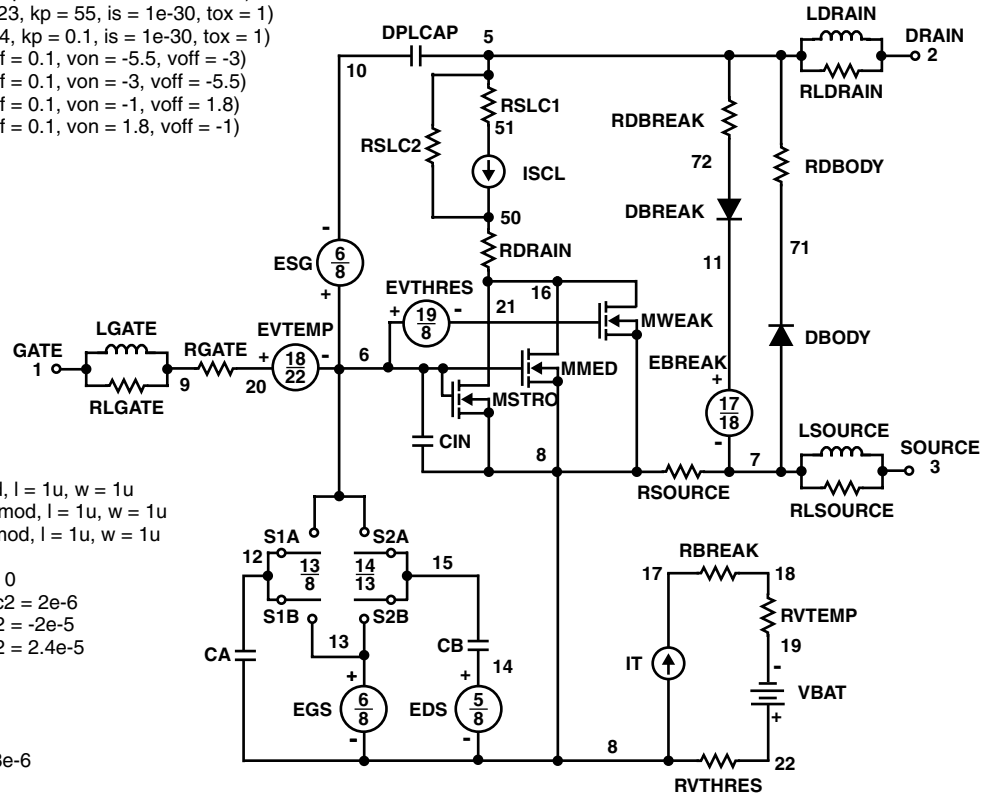 23, kp = 55, is = 1e-30, tox = 1)
4, kp = 0.1, is = 1e-30, tox = 1)
f = 0.1, von = -5.5, voff = -3)
f = 0.1, von = -3, voff = -5.5)
f = 0.1, von = -1, voff = 1.8)
f = 0.1, von = 1.8, voff = -1)
LDRAIN
DPLCAP
5
DRAIN
2
10
RLDRAIN
RSLC1
51
RDBREAK
RSLC2
72
RDBODY
ISCL
DBREAK
50
-
RDRAIN
71
ESG
6
8
11
+
EVTHRES
16
+
19
8
-
21
MWEAK
LGATE
EVTEMP
DBODY
GATE
1
RGATE
+
18
22
-
6
EBREAK
MMED
+
9
20
MSTRO
17
18
RLGATE
LSOURCE
CIN
-
SOURCE
8
7
3
RSOURCE
RLSOURCE
l, l = 1u, w = 1u
mod, l = 1u, w = 1u
mod, l = 1u, w = 1u
S1A
S2A
RBREAK
12
13
8
14
13
15
17
18
0
c2 = 2e-6
2 = -2e-5
2 = 2.4e-5
S1B
S2B
RVTEMP
13
CB
19
CA
14
IT
-
+
+
VBAT
EGS
6
8
EDS
5
8
+
-
-
8
3e-6
22
RVTHRES